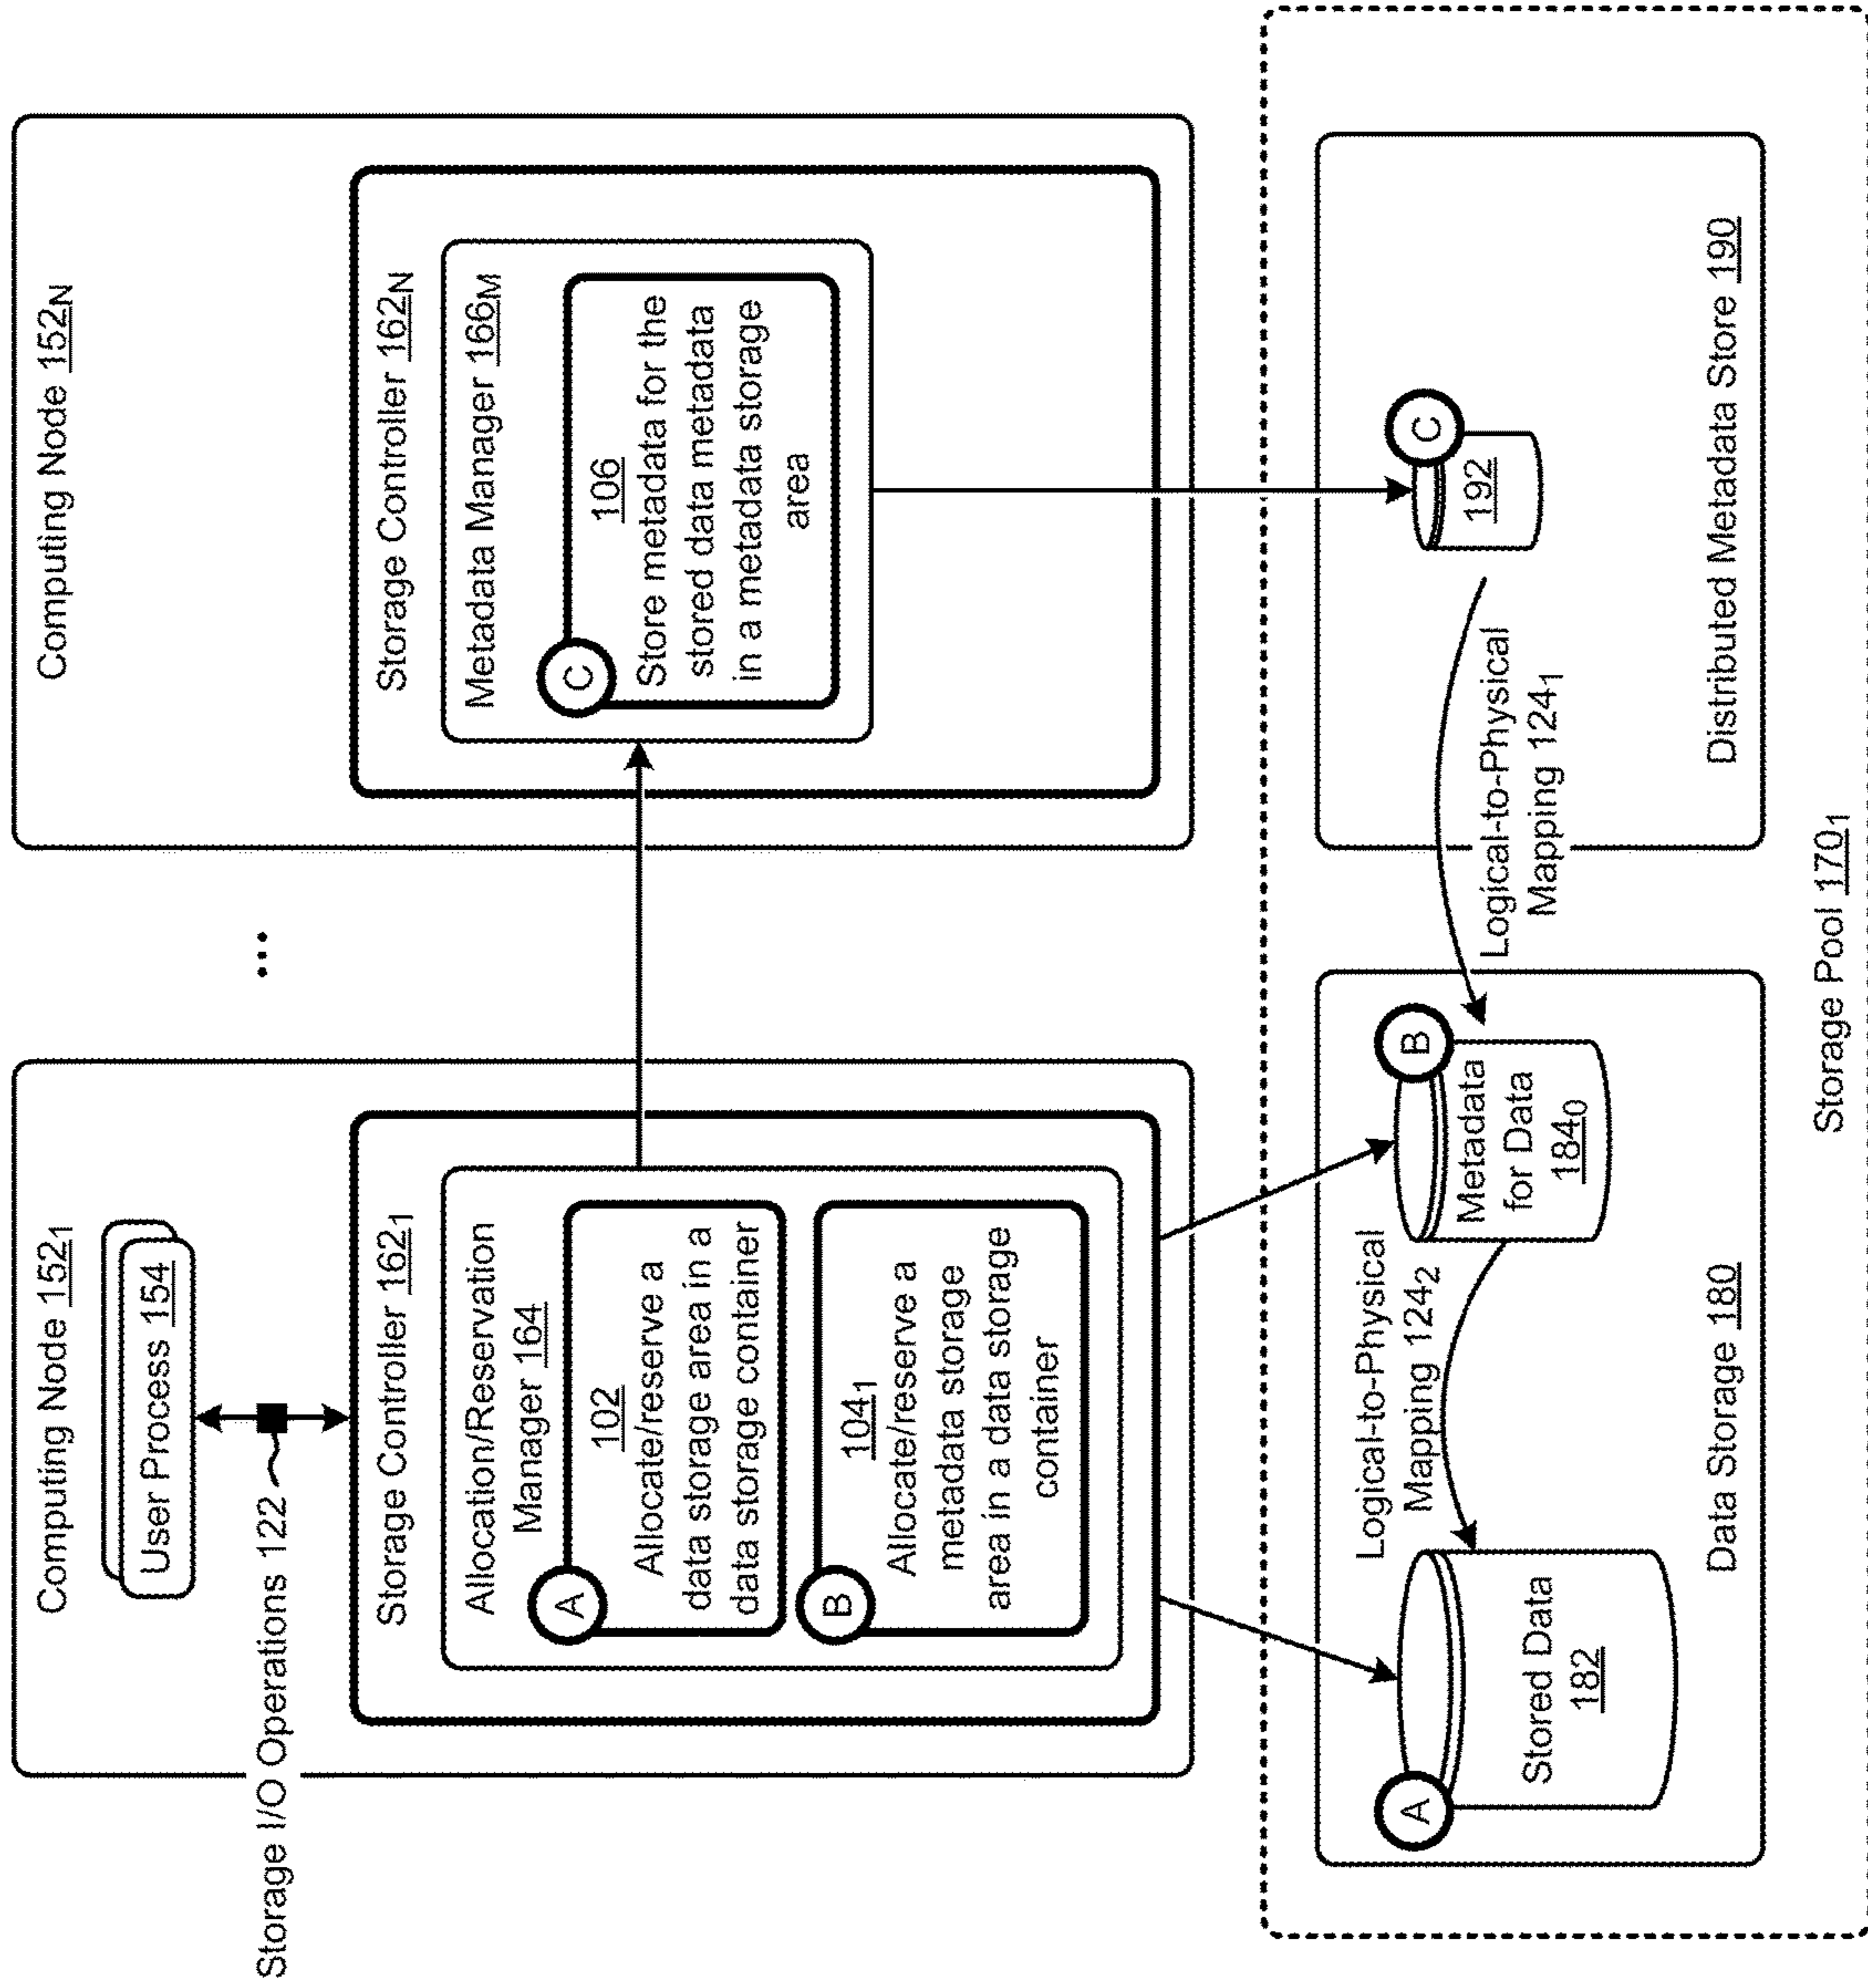 Computing Node 152₁
User Process 154
Storage I/O Operations 122
Storage Controller 162₁
Allocation/Reservation
Manager 164
A
102
Allocate/reserve a
data storage area in a
data storage container
B
104₁
Allocate/reserve a
metadata storage
area in a data storage
container
...
Computing Node 152N
Storage Controller 162N
Metadata Manager 166M
C
106
Store metadata for the
stored data metadata
in a metadata storage
area
A
Stored Data
182
Logical-to-Physical
Mapping 124₂
B
Metadata
for Data
184₀
Data Storage 180
Logical-to-Physical
Mapping 124₁
C
192
Distributed Metadata Store 190
Storage Pool 170₁